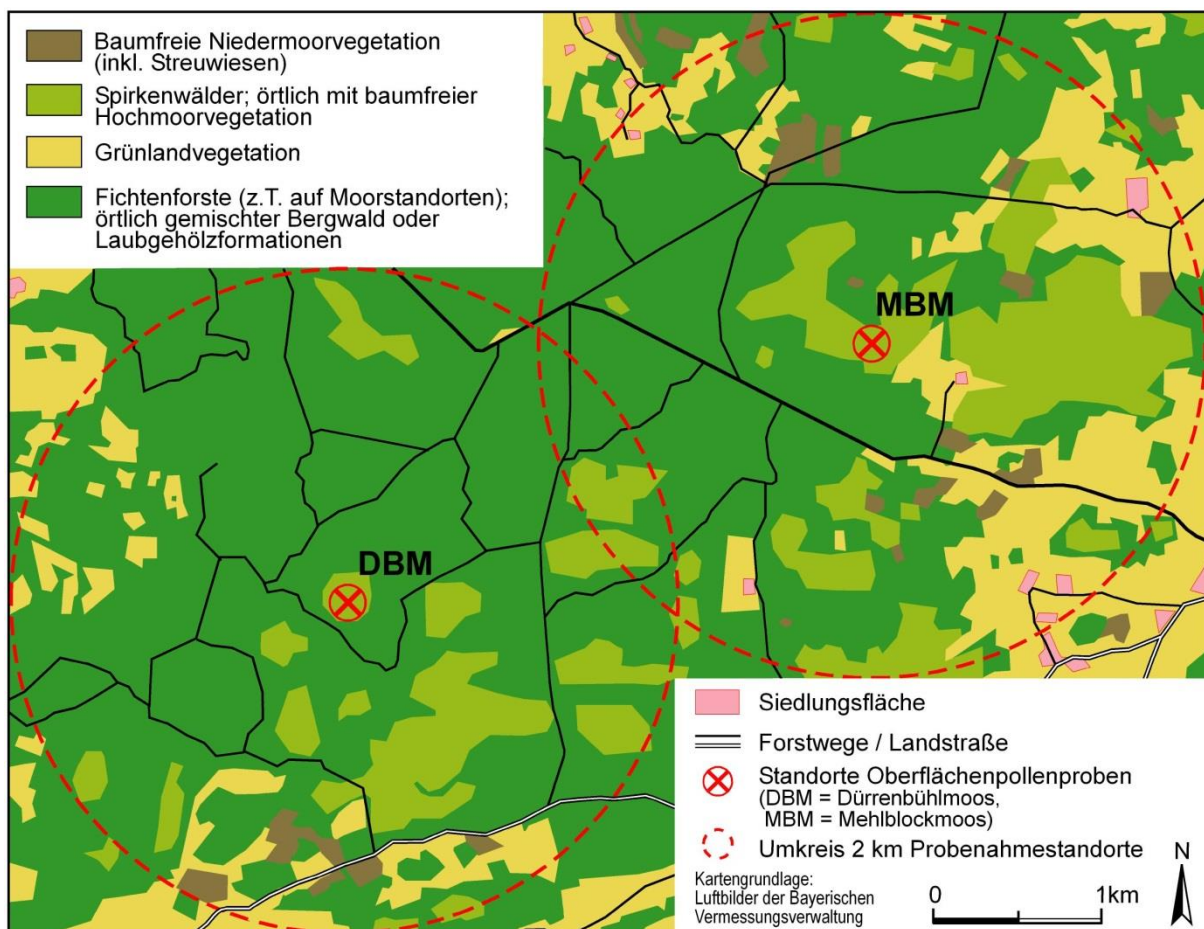 Baumfreie Niedermoorvegetation
(inkl. Streuwiesen)
Spirkenwälder; örtlich mit baumfreier
Hochmoorvegetation
Grünlandvegetation
Fichtenforste (z.T. auf Moorstandorten);
örtlich gemischter Bergwald oder
Laubgehölzformationen
MBM
DBM
Siedlungsfläche
Forstwege / Landstraße
Standorte Oberflächenpollenproben
(DBM = Dürrenbühlmoos,
MBM = Mehlblockmoos)
Umkreis 2 km Probenahmestandorte
Kartengrundlage:
Luftbilder der Bayerischen
Vermessungsverwaltung
0 1km
N